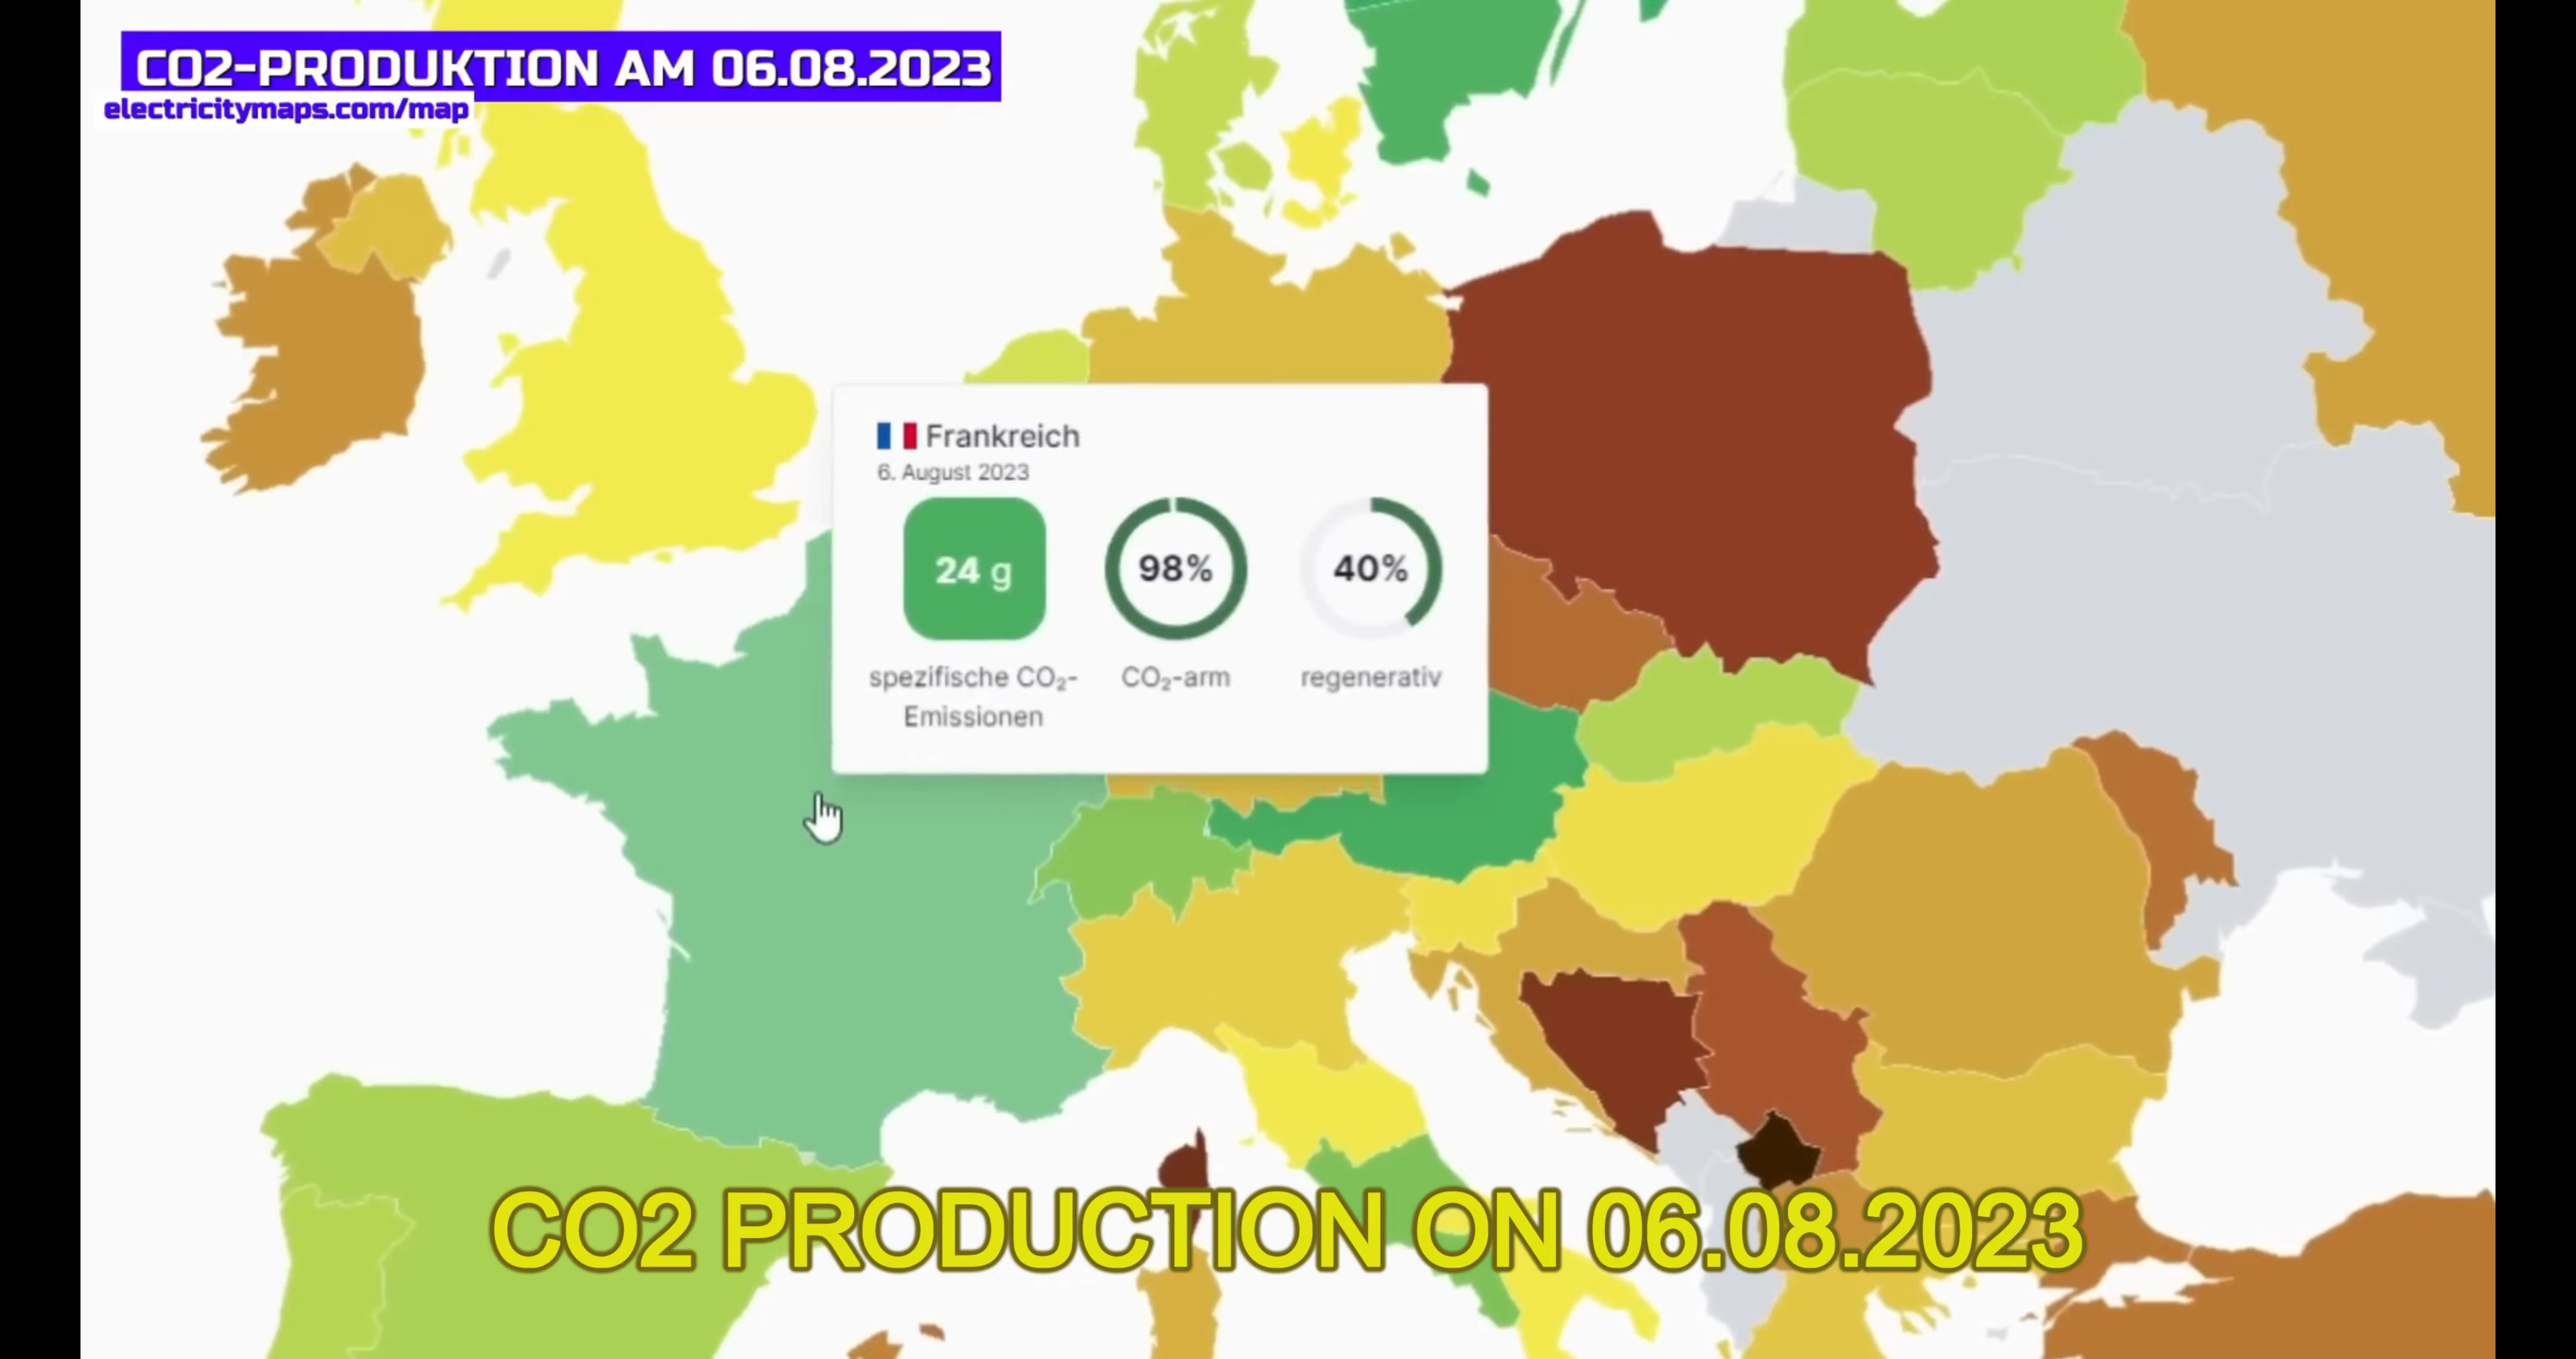 CO2-PRODUKTION AM 06.08.2023
electricitymaps.com/map
Frankreich
6. August 2023
24 g
98%
40%
spezifische CO₂-
Emissionen
CO₂-arm
regenerativ
CO2 PRODUCTION ON 06.08.2023